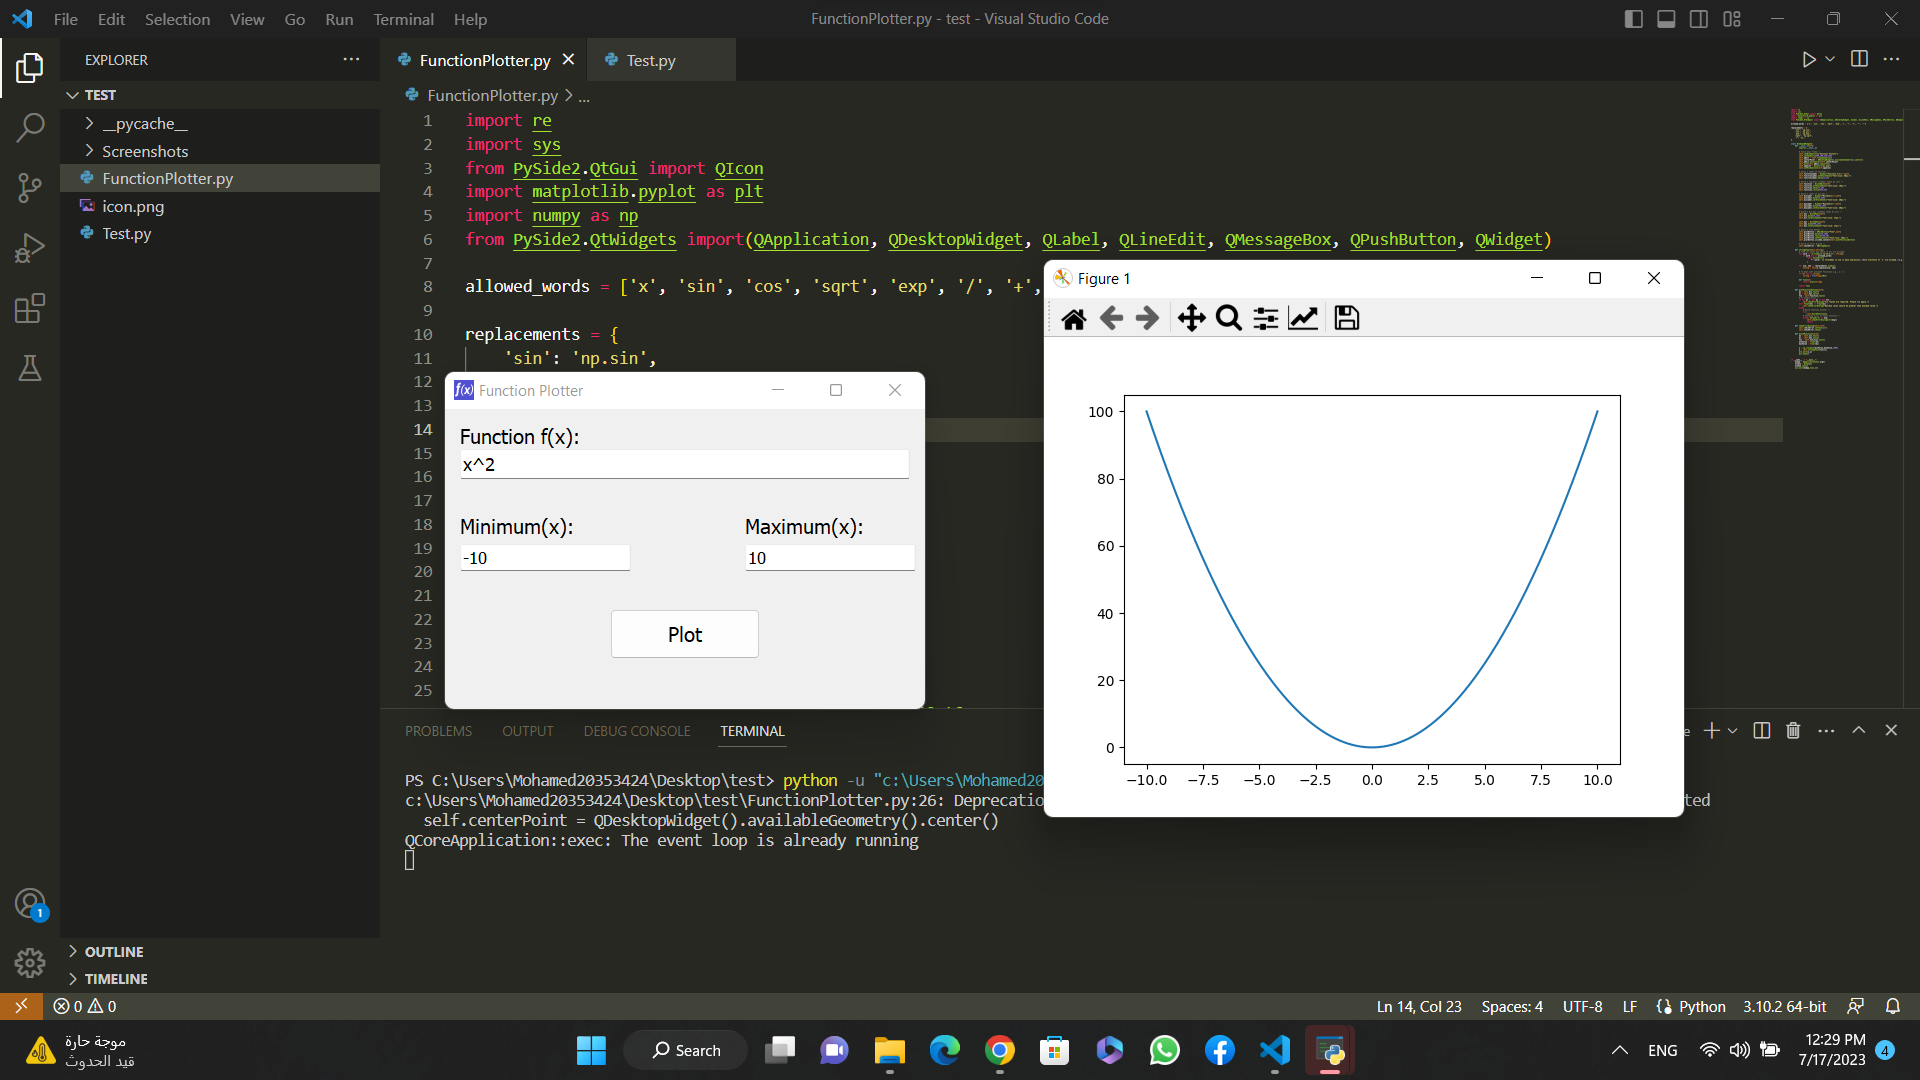 File Edit Selection View Go Run Terminal Help
FunctionPlotter.py - test - Visual Studio Code
EXPLORER
TEST
__pycache__
Screenshots
FunctionPlotter.py
icon.png
Test.py
OUTLINE
TIMELINE
FunctionPlotter.py
Test.py
FunctionPlotter.py > ...
1 import re
2 import sys
3 from PySide2.QtGui import QIcon
4 import matplotlib.pyplot as plt
5 import numpy as np
6 from PySide2.QtWidgets import(QApplication, QDesktopWidget, QLabel, QLineEdit, QMessageBox, QPushButton, QWidget)
7
8 allowed_words = ['x', 'sin', 'cos', 'sqrt', 'exp', '/', '+',
9
10 replacements = {
11 'sin': 'np.sin',
12
13
14
15
16
17
18
19
20
21
22
23
24
25
Function Plotter
f(x)
Function f(x):
x^2
Minimum(x):
Maximum(x):
-10
10
Plot
Figure 1
100
80
60
40
20
0
−10.0 −7.5 −5.0 −2.5 0.0 2.5 5.0 7.5 10.0
PROBLEMS OUTPUT DEBUG CONSOLE TERMINAL
PS C:\Users\Mohamed20353424\Desktop\test> python -u "c:\Users\Mohamed20
c:\Users\Mohamed20353424\Desktop\test\FunctionPlotter.py:26: Deprecatio
ted
self.centerPoint = QDesktopWidget().availableGeometry().center()
QCoreApplication::exec: The event loop is already running
1
0 0
Ln 14, Col 23 Spaces: 4 UTF-8 LF Python 3.10.2 64-bit
موجة حارة
قيد الحدوث
Search
ENG
12:29 PM
7/17/2023
4